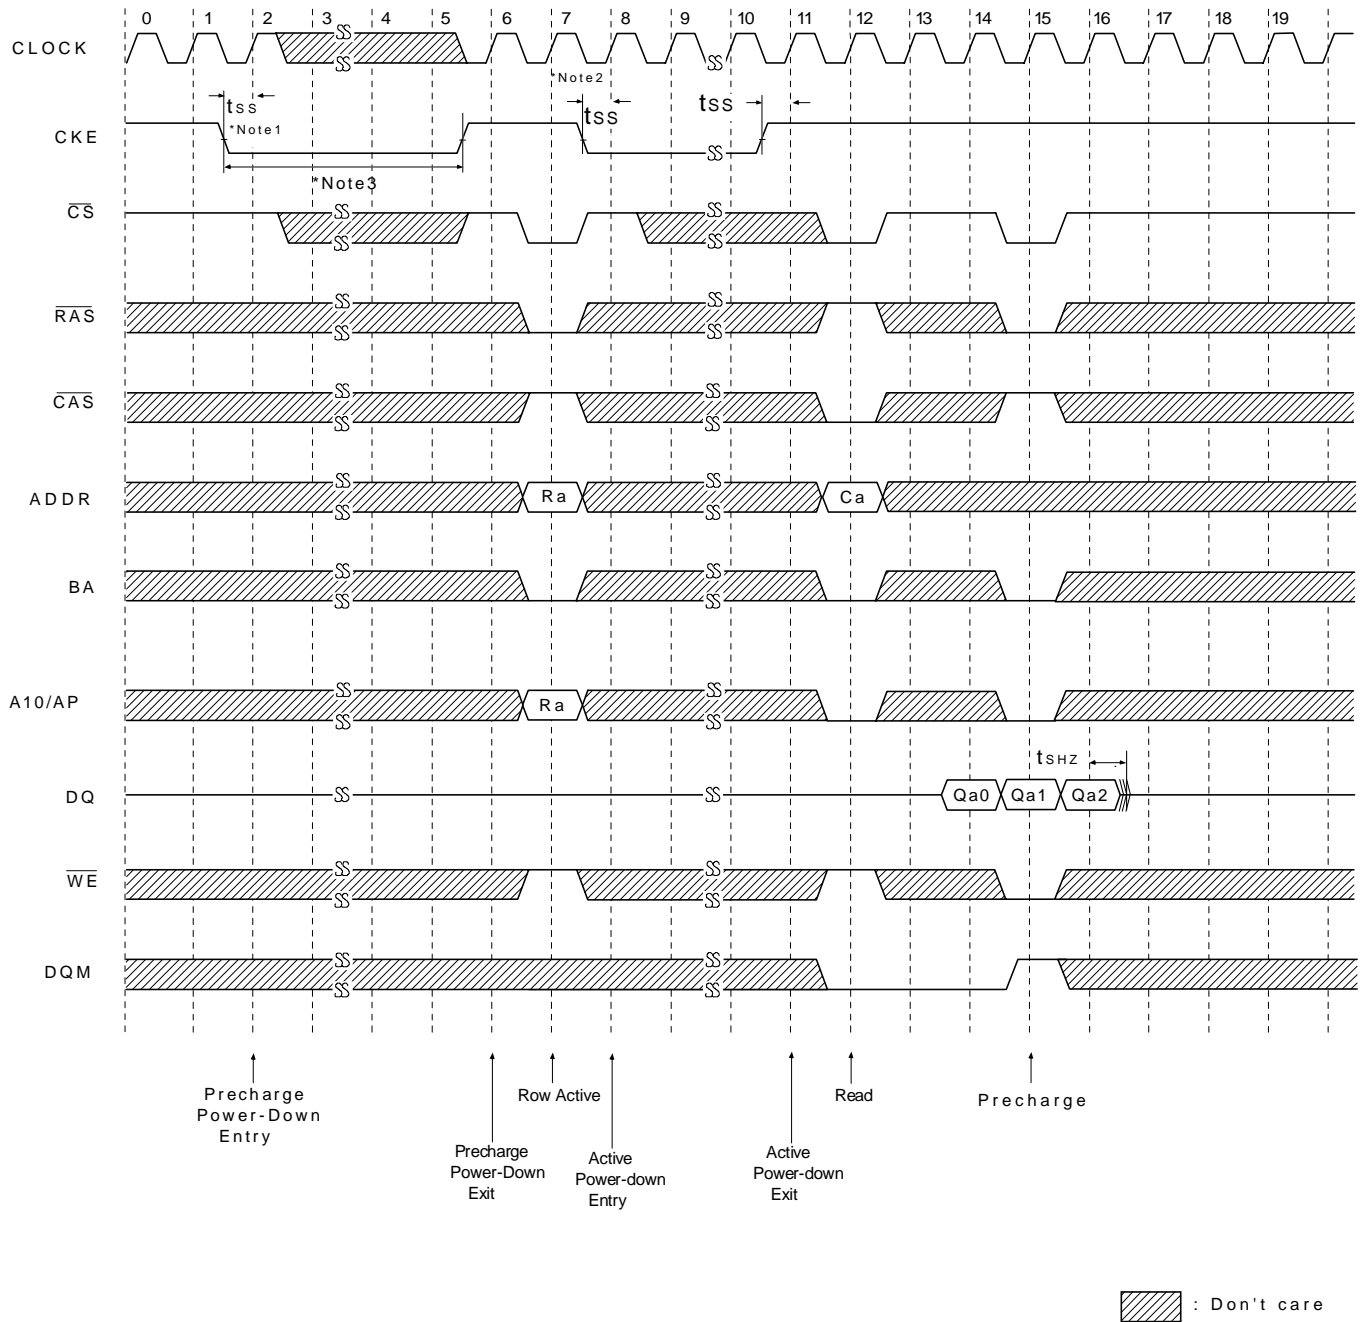 0 1 2 3 4 5 6 7 8 9 10 11 12 13 14 15 16 17 18 19
CLOCK
*Note2
tSS
tSS
tSS
*Note1
CKE
*Note3
CS
RAS
CAS
ADDR
Ra
Ca
BA
A10/AP
Ra
tSHZ
DQ
Qa0 Qa1 Qa2
WE
DQM
Precharge
Power-Down
Entry
Row Active
Read
Precharge
Precharge
Power-Down
Exit
Active
Power-down
Entry
Active
Power-down
Exit
: Don't care